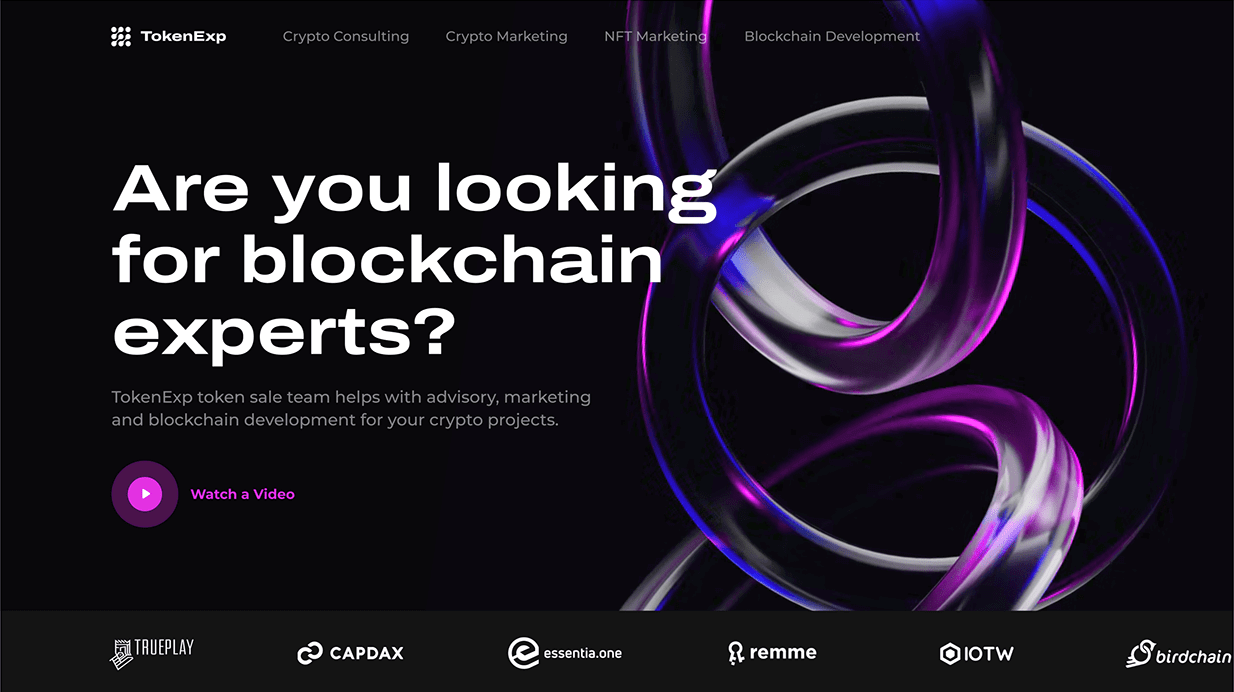 TokenExp
Crypto Consulting
Crypto Marketing
NFT Marketing
Blockchain Development
Are you looking
for blockchain
experts?
TokenExp token sale team helps with advisory, marketing
and blockchain development for your crypto projects.
Watch a Video
TRUEPLAY
CAPDAX
essentia.one
remme
IOTW
birdchain